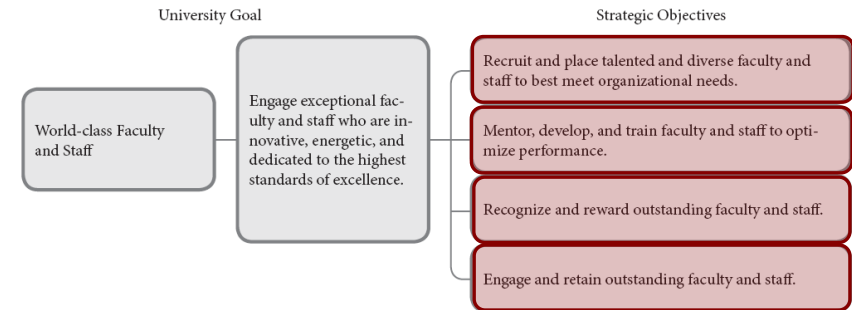 University Goal
Strategic Objectives
World-class Faculty
and Staff
Engage exceptional fac-
ulty and staff who are in-
novative, energetic, and
dedicated to the highest
standards of excellence.
Recruit and place talented and diverse faculty and
staff to best meet organizational needs.
Mentor, develop, and train faculty and staff to opti-
mize performance.
Recognize and reward outstanding faculty and staff.
Engage and retain outstanding faculty and staff.